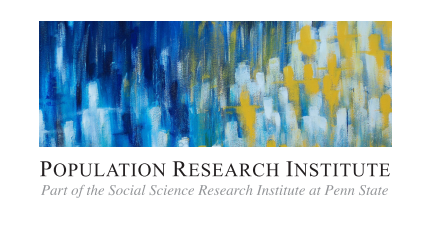 POPULATION RESEARCH INSTITUTE
Part of the Social Science Research Institute at Penn State